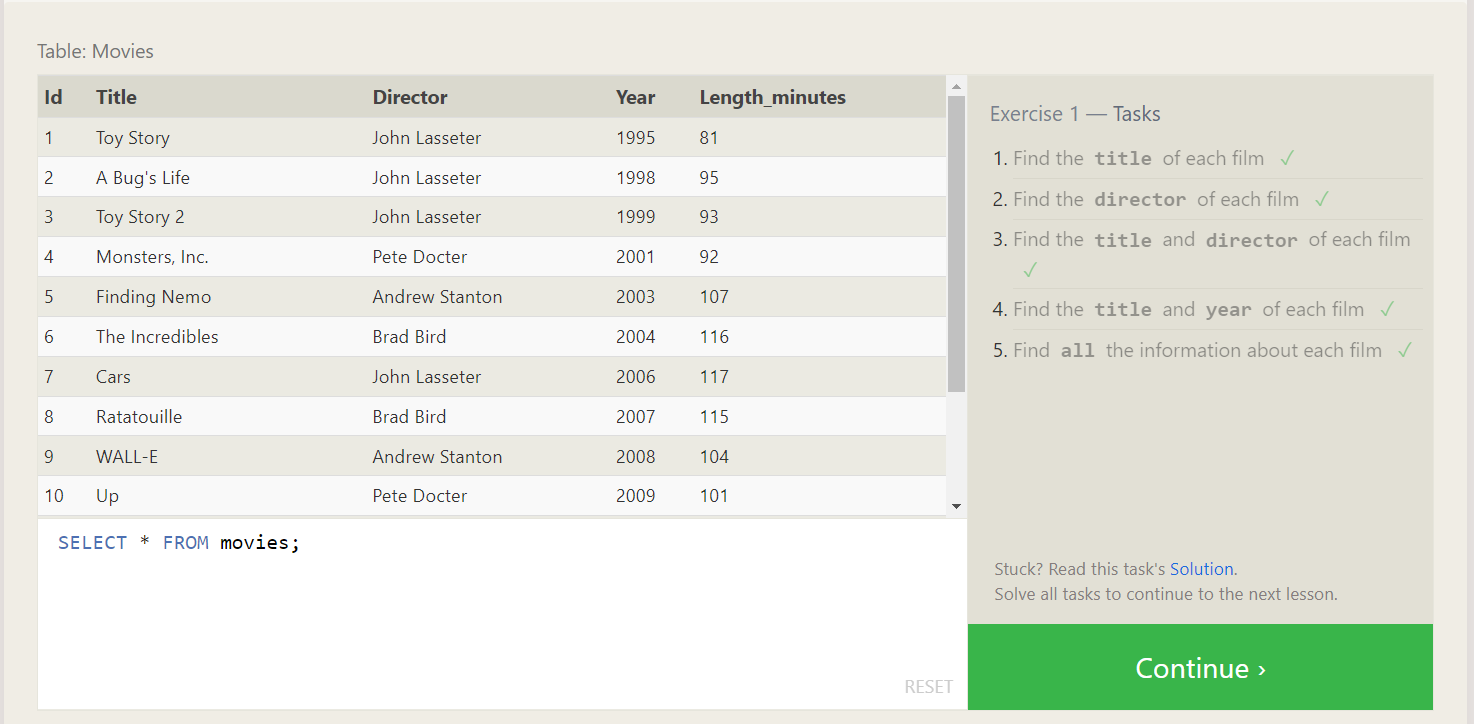 Table: Movies
Id Title Director Year Length_minutes
1 Toy Story John Lasseter 1995 81
2 A Bug's Life John Lasseter 1998 95
3 Toy Story 2 John Lasseter 1999 93
4 Monsters, Inc. Pete Docter 2001 92
5 Finding Nemo Andrew Stanton 2003 107
6 The Incredibles Brad Bird 2004 116
7 Cars John Lasseter 2006 117
8 Ratatouille Brad Bird 2007 115
9 WALL-E Andrew Stanton 2008 104
10 Up Pete Docter 2009 101
SELECT * FROM movies;
RESET
Exercise 1 — Tasks
1. Find the title of each film ✓
2. Find the director of each film ✓
3. Find the title and director of each film
✓
4. Find the title and year of each film ✓
5. Find all the information about each film ✓
Stuck? Read this task's Solution.
Solve all tasks to continue to the next lesson.
Continue ›